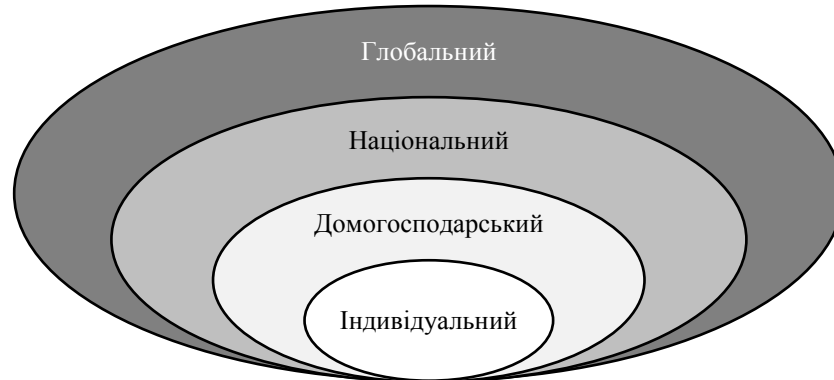 Глобальний
Національний
Домогосподарський
Індивідуальний